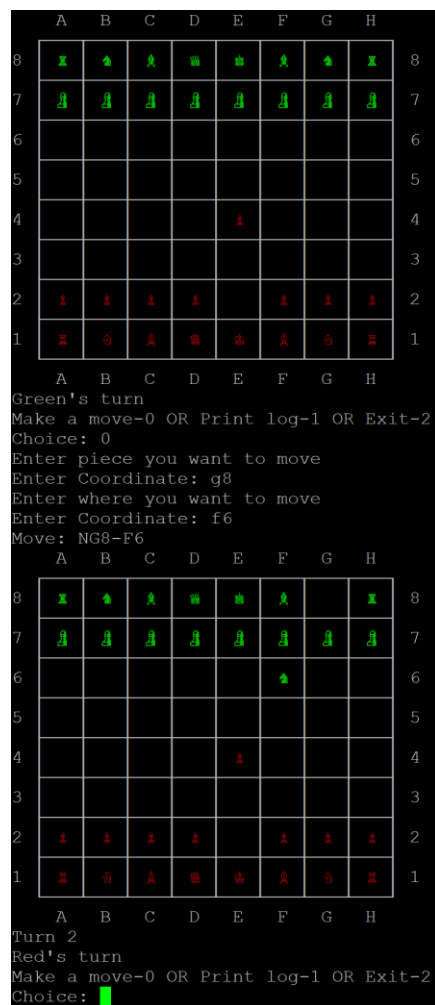 A B C D E F G H
8 ♜ ♞ ♝ ♛ ♚ ♝ ♞ ♜ 8
7 ♙ ♙ ♙ ♙ ♙ ♙ ♙ ♙ 7
6 6
5 5
4 ♟ 4
3 3
2 ♟ ♟ ♟ ♟ ♟ ♟ ♟ 2
1 ♖ ♘ ♗ ♕ ♔ ♗ ♘ ♖ 1
A B C D E F G H
Green's turn
Make a move-0 OR Print log-1 OR Exit-2
Choice: 0
Enter piece you want to move
Enter Coordinate: g8
Enter where you want to move
Enter Coordinate: f6
Move: NG8-F6
A B C D E F G H
8 ♜ ♞ ♝ ♛ ♚ ♝ ♜ 8
7 ♙ ♙ ♙ ♙ ♙ ♙ ♙ ♙ 7
6 ♞ 6
5 5
4 ♟ 4
3 3
2 ♟ ♟ ♟ ♟ ♟ ♟ ♟ 2
1 ♖ ♘ ♗ ♕ ♔ ♗ ♘ ♖ 1
A B C D E F G H
Turn 2
Red's turn
Make a move-0 OR Print log-1 OR Exit-2
Choice: